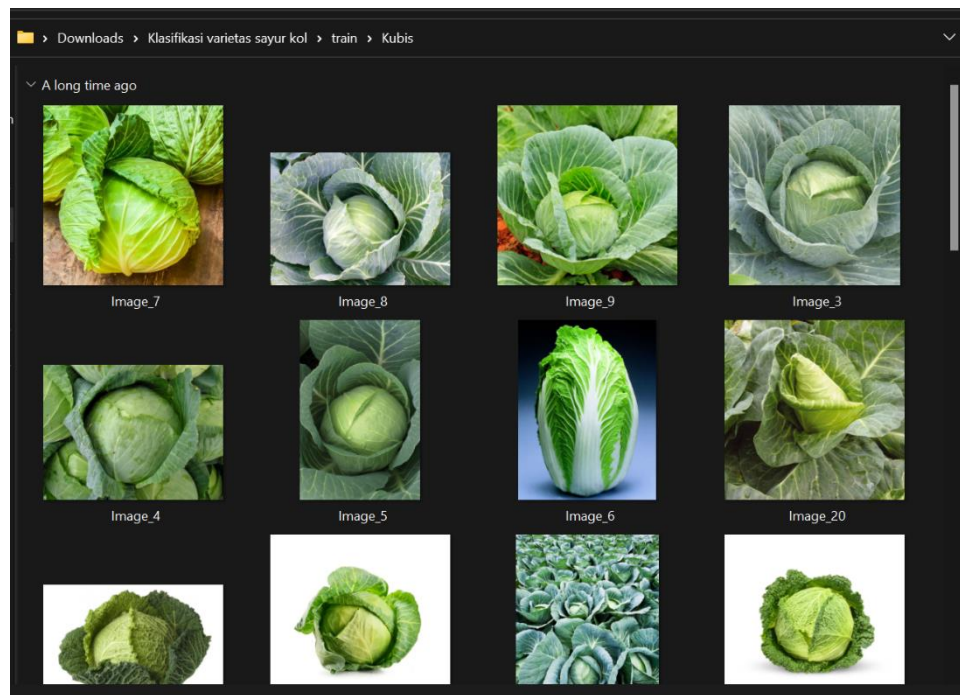 Downloads > Klasifikasi varietas sayur kol > train > Kubis
A long time ago
Image_7
Image_8
Image_9
Image_3
Image_4
Image_5
Image_6
Image_20